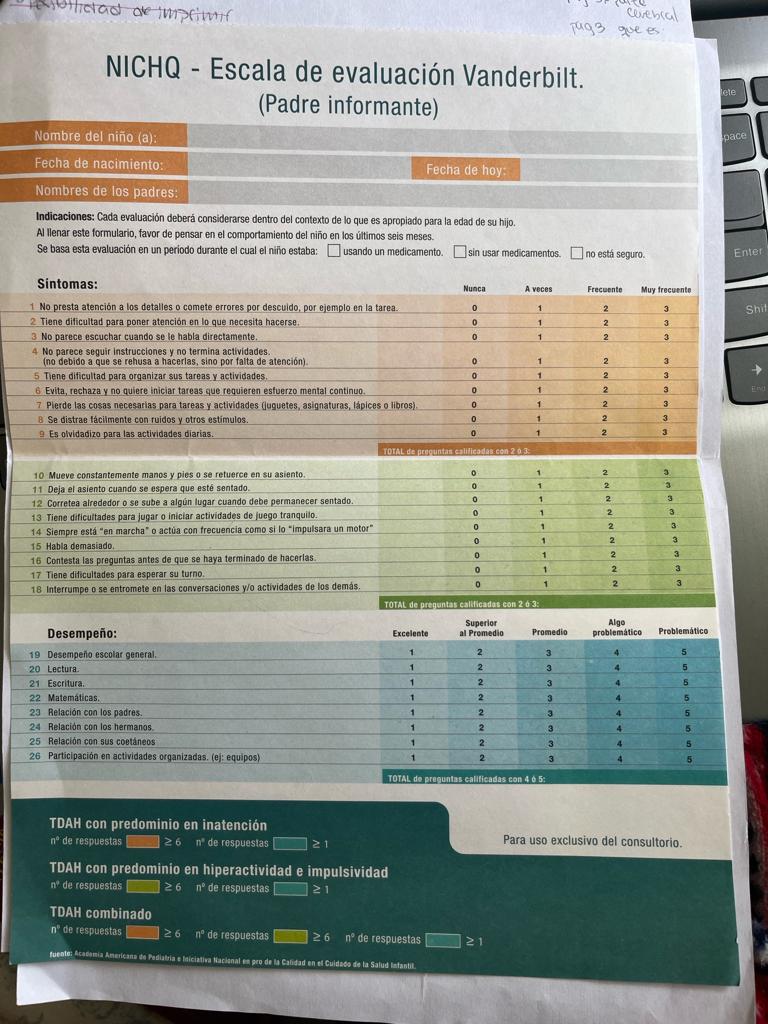 posibilidad de imprimir
cerebral
pag 3 que es
NICHQ - Escala de evaluación Vanderbilt.
(Padre informante)
Nombre del niño (a):
Fecha de nacimiento: Fecha de hoy:
Nombres de los padres:
Indicaciones: Cada evaluación deberá considerarse dentro del contexto de lo que es apropiado para la edad de su hijo.
Al llenar este formulario, favor de pensar en el comportamiento del niño en los últimos seis meses.
Se basa esta evaluación en un período durante el cual el niño estaba: usando un medicamento. sin usar medicamentos. no está seguro.
Síntomas: Nunca A veces Frecuente Muy frecuente
1 No presta atención a los detalles o comete errores por descuido, por ejemplo en la tarea. 0 1 2 3
2 Tiene dificultad para poner atención en lo que necesita hacerse. 0 1 2 3
3 No parece escuchar cuando se le habla directamente. 0 1 2 3
4 No parece seguir instrucciones y no termina actividades.
(no debido a que se rehusa a hacerlas, sino por falta de atención). 0 1 2 3
5 Tiene dificultad para organizar sus tareas y actividades. 0 1 2 3
6 Evita, rechaza y no quiere iniciar tareas que requieren esfuerzo mental continuo. 0 1 2 3
7 Pierde las cosas necesarias para tareas y actividades (juguetes, asignaturas, lápices o libros). 0 1 2 3
8 Se distrae fácilmente con ruidos y otros estímulos. 0 1 2 3
9 Es olvidadizo para las actividades diarias. 0 1 2 3
TOTAL de preguntas calificadas con 2 ó 3:
10 Mueve constantemente manos y pies o se retuerce en su asiento. 0 1 2 3
11 Deja el asiento cuando se espera que esté sentado. 0 1 2 3
12 Corretea alrededor o se sube a algún lugar cuando debe permanecer sentado. 0 1 2 3
13 Tiene dificultades para jugar o iniciar actividades de juego tranquilo. 0 1 2 3
14 Siempre está "en marcha" o actúa con frecuencia como si lo "impulsara un motor" 0 1 2 3
15 Habla demasiado. 0 1 2 3
16 Contesta las preguntas antes de que se haya terminado de hacerlas. 0 1 2 3
17 Tiene dificultades para esperar su turno. 0 1 2 3
18 Interrumpe o se entromete en las conversaciones y/o actividades de los demás. 0 1 2 3
TOTAL de preguntas calificadas con 2 ó 3:
Desempeño: Excelente Superior al Promedio Promedio Algo problemático Problemático
19 Desempeño escolar general. 1 2 3 4 5
20 Lectura. 1 2 3 4 5
21 Escritura. 1 2 3 4 5
22 Matemáticas. 1 2 3 4 5
23 Relación con los padres. 1 2 3 4 5
24 Relación con los hermanos. 1 2 3 4 5
25 Relación con sus coetáneos 1 2 3 4 5
26 Participación en actividades organizadas. (ej: equipos) 1 2 3 4 5
TOTAL de preguntas calificadas con 4 ó 5:
TDAH con predominio en inatención
nº de respuestas ≥ 6 nº de respuestas ≥ 1
Para uso exclusivo del consultorio.
TDAH con predominio en hiperactividad e impulsividad
nº de respuestas ≥ 6 nº de respuestas ≥ 1
TDAH combinado
nº de respuestas ≥ 6 nº de respuestas ≥ 6 nº de respuestas ≥ 1
fuente: Academia Americana de Pediatría e Iniciativa Nacional en pro de la Calidad en el Cuidado de la Salud Infantil.
Enter
Shif
End